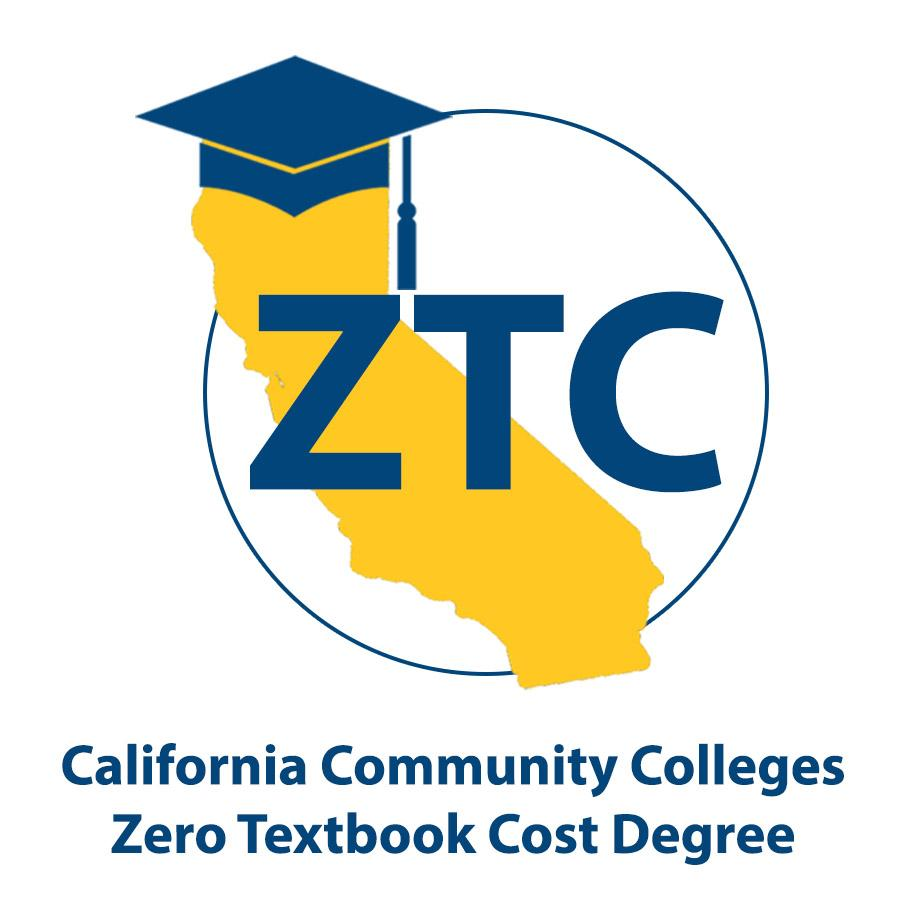 ZTC
California Community Colleges
Zero Textbook Cost Degree